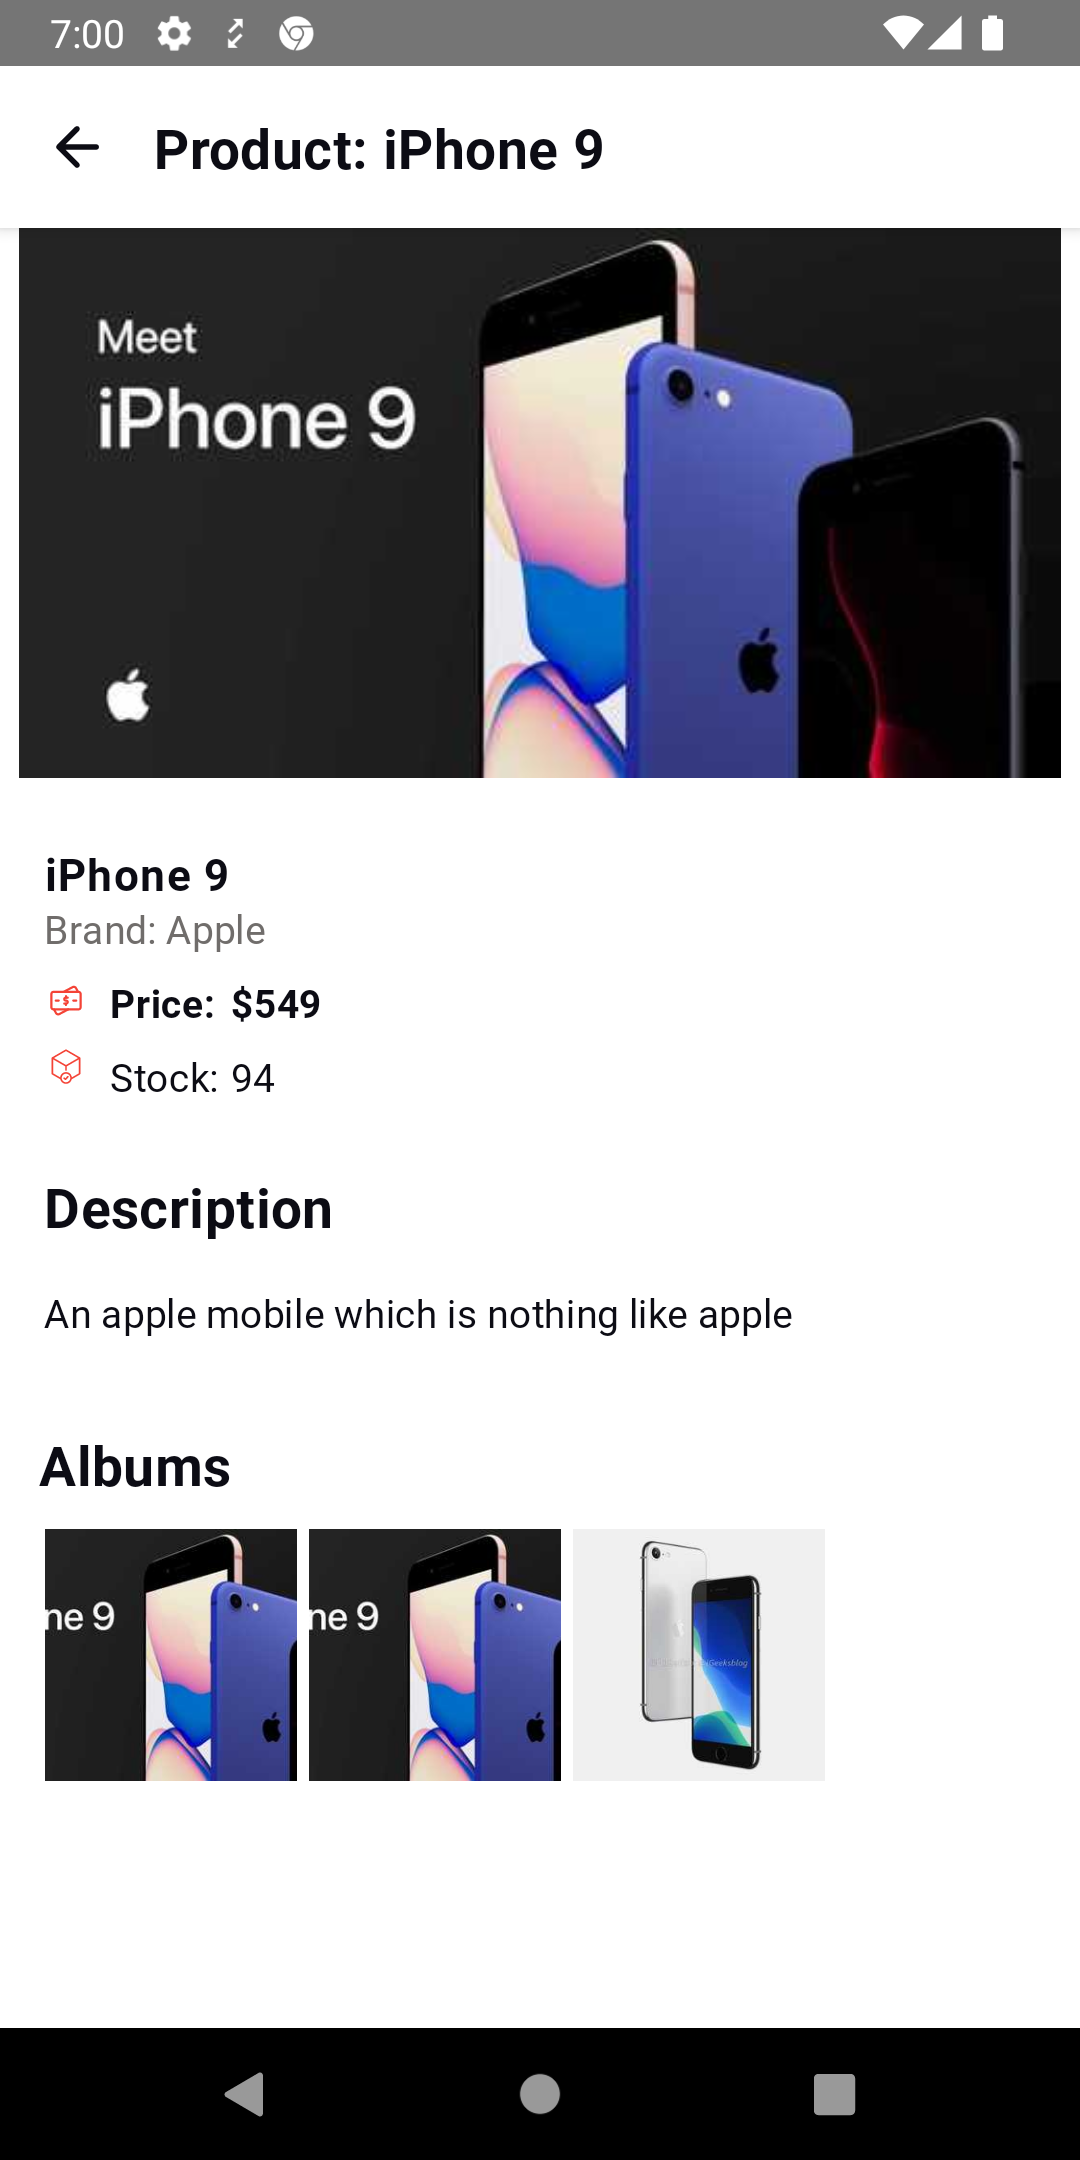 7:00
Product: iPhone 9
Meet
iPhone 9
iPhone 9
Brand: Apple
Price: $549
Stock: 94
Description
An apple mobile which is nothing like apple
Albums
ne 9
ne 9